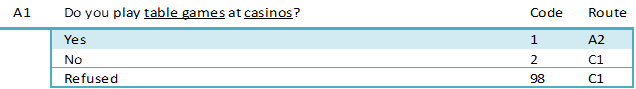 A1 Do you play table games at casinos? Code Route
Yes 1 A2
No 2 C1
Refused 98 C1